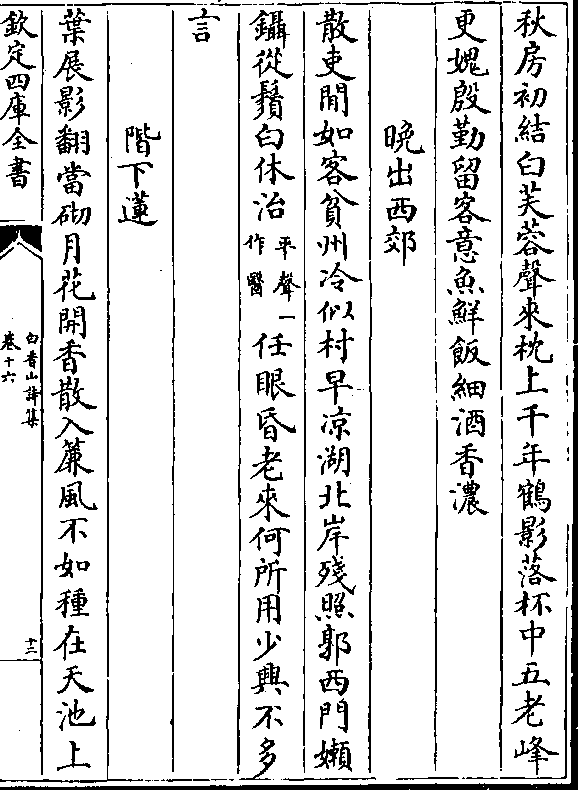 秋房初結白芙蓉聲來枕上千年鶴影落杯中五老峰
更媿殷勤留客意魚鮮飯細酒香濃
晚出西郊
散吏閒如客貧州冷似村早凉湖北岸殘照郭西門嬾
鑷從鬚白休治平聲一作醫任眼昏老來何所用少興不多
言
階下蓮
葉展影翻當砌月花開香散入簾風不如種在天池上
欽定四庫全書
白香山詩集
卷十六
十二